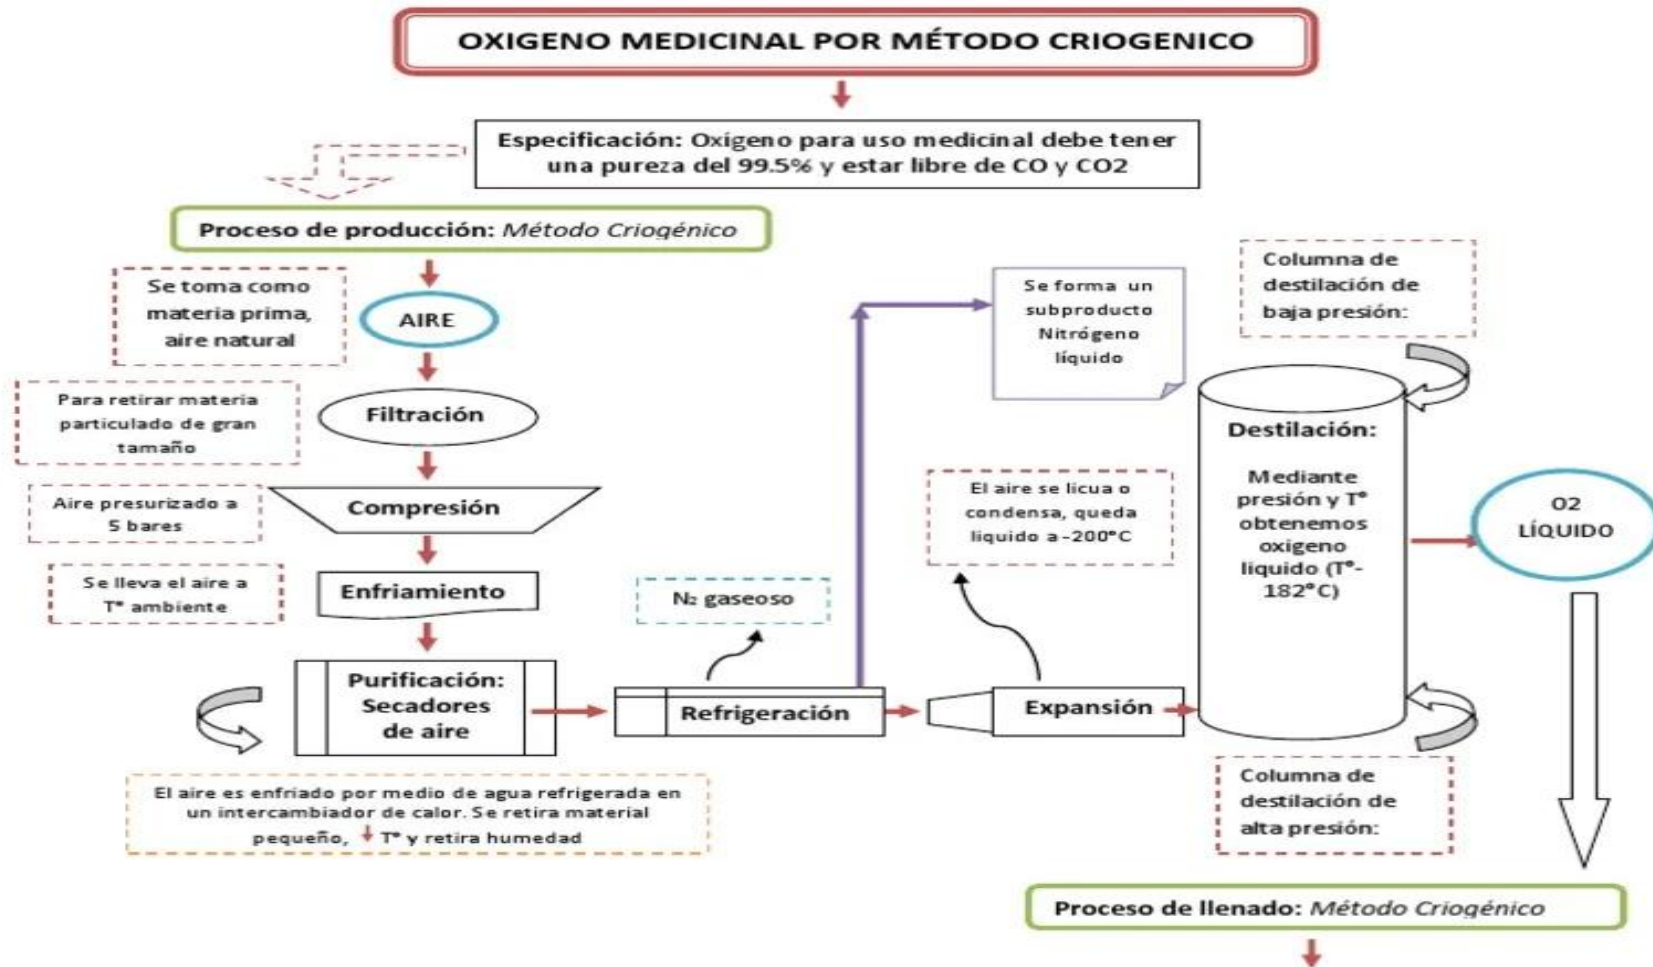 OXIGENO MEDICINAL POR MÉTODO CRIOGENICO
Especificación: Oxígeno para uso medicinal debe tener
una pureza del 99.5% y estar libre de CO y CO2
Proceso de producción: Método Criogénico
Se toma como
materia prima,
aire natural
AIRE
Para retirar materia
particulado de gran
tamaño
Filtración
Aire presurizado a
5 bares
Compresión
Se lleva el aire a
T° ambiente
Enfriamiento
Purificación:
Secadores
de aire
El aire es enfriado por medio de agua refrigerada en
un intercambiador de calor. Se retira material
pequeño, T° y retira humedad
N₂ gaseoso
Refrigeración
Se forma un
subproducto
Nitrógeno
líquido
El aire se licua o
condensa, queda
liquido a -200°C
Expansión
Columna de
destilación de
baja presión:
Destilación:
Mediante
presión y T°
obtenemos
oxigeno
liquido (T°-
182°C)
Columna de
destilación de
alta presión:
O2
LÍQUIDO
Proceso de llenado: Método Criogénico